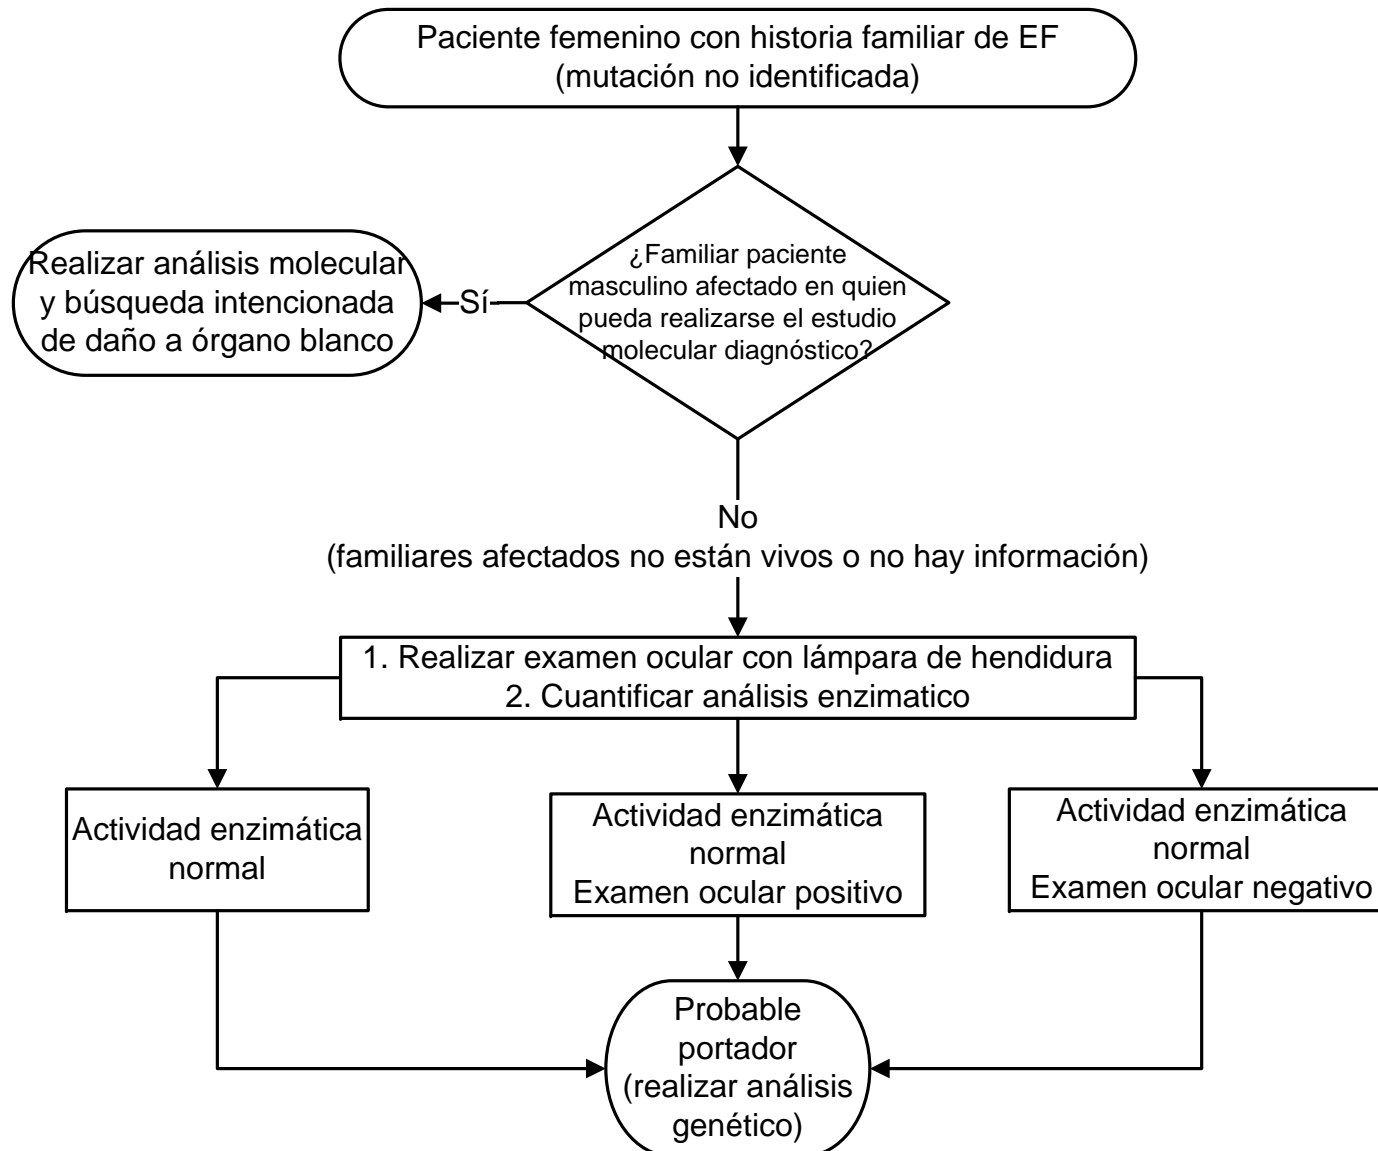 Paciente femenino con historia familiar de EF
(mutación no identificada)
¿Familiar paciente
masculino afectado en quien
pueda realizarse el estudio
molecular diagnóstico?
Sí
Realizar análisis molecular
y búsqueda intencionada
de daño a órgano blanco
No
(familiares afectados no están vivos o no hay información)
1. Realizar examen ocular con lámpara de hendidura
2. Cuantificar análisis enzimatico
Actividad enzimática
normal
Actividad enzimática
normal
Examen ocular positivo
Actividad enzimática
normal
Examen ocular negativo
Probable
portador
(realizar análisis
genético)